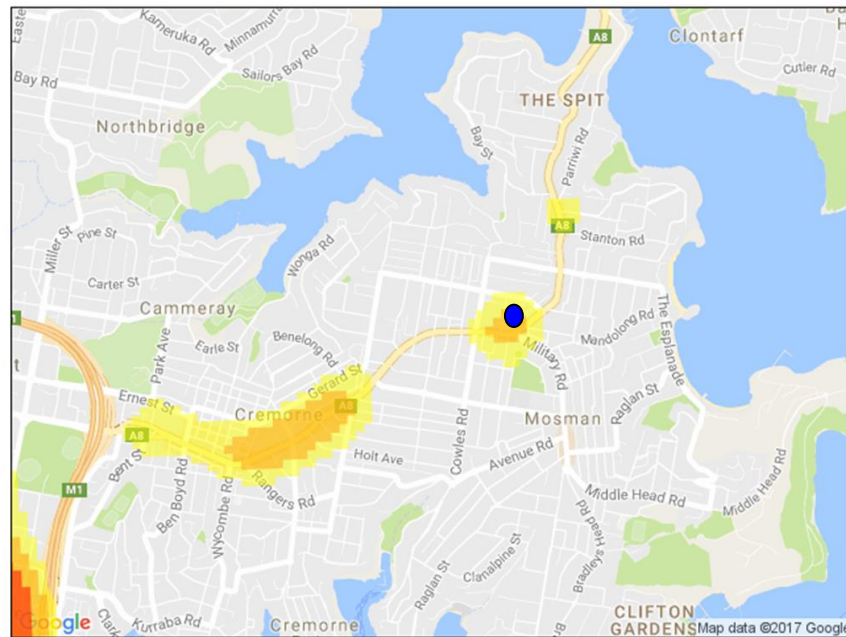 Kameruka Rd
Minnamurra
A8
Clontarf
Bay Rd
Sailors Bay Rd
Cutler Rd
THE SPIT
Northbridge
Bay St
Parriwi Rd
Miller St
Pine St
A8
Stanton Rd
Wonga Rd
Carter St
Cammeray
The Esplanade
Mandolong Rd
Park Ave
Earle St
Benelong Rd
Military Rd
Gerard St
Ernest St
Cremorne
A8
Raglan St
Mosman
A8
Cowles Rd
Bent St
Holt Ave
Avenue Rd
Rangers Rd
M1
Ben Boyd Rd
Wycombe Rd
Middle Head Rd
Middle Head Rd
Bradleys Head Rd
Raglan St
Clanalpine St
Google
Kurraba Rd
Cremorne
CLIFTON
GARDENS
Map data ©2017 Google